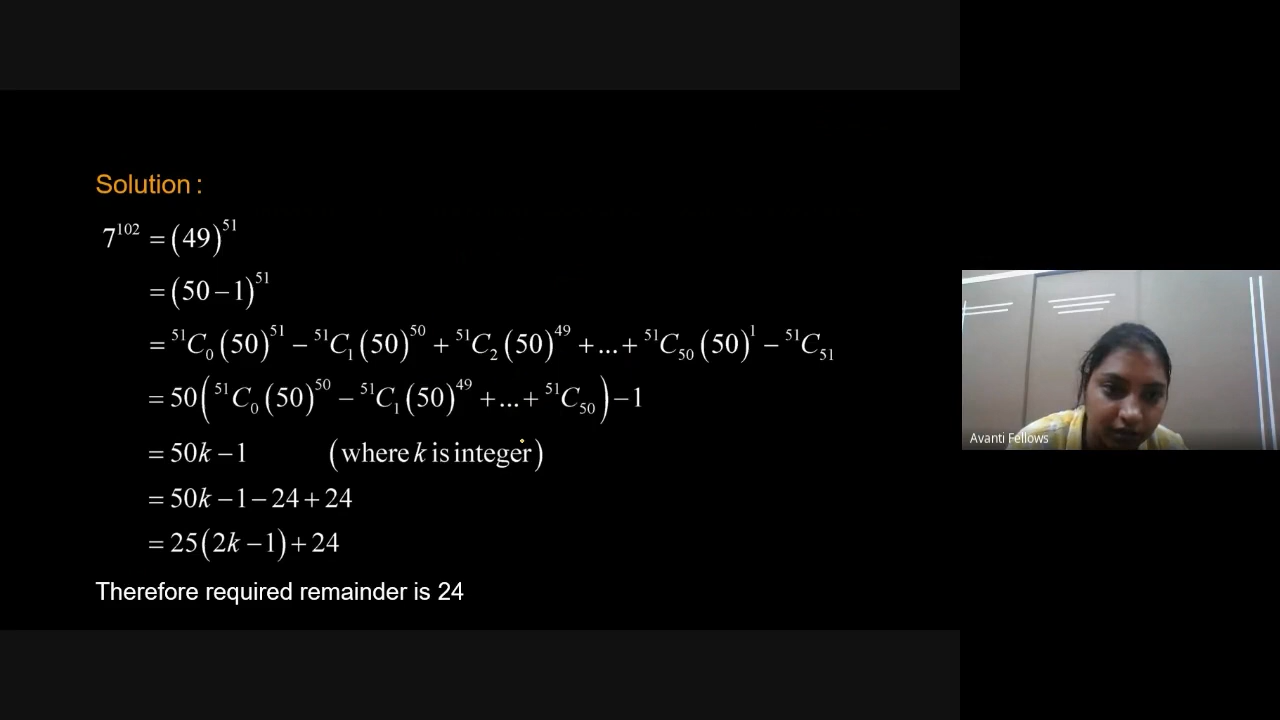 Solution :
7^102 = (49)^51
= (50 − 1)^51
= ^51C_0 (50)^51 − ^51C_1 (50)^50 + ^51C_2 (50)^49 + ... + ^51C_50 (50)^1 − ^51C_51
= 50(^51C_0 (50)^50 − ^51C_1 (50)^49 + ... + ^51C_50) − 1
= 50k − 1 (where k is integer)
= 50k − 1 − 24 + 24
= 25(2k − 1) + 24
Therefore required remainder is 24
Avanti Fellows